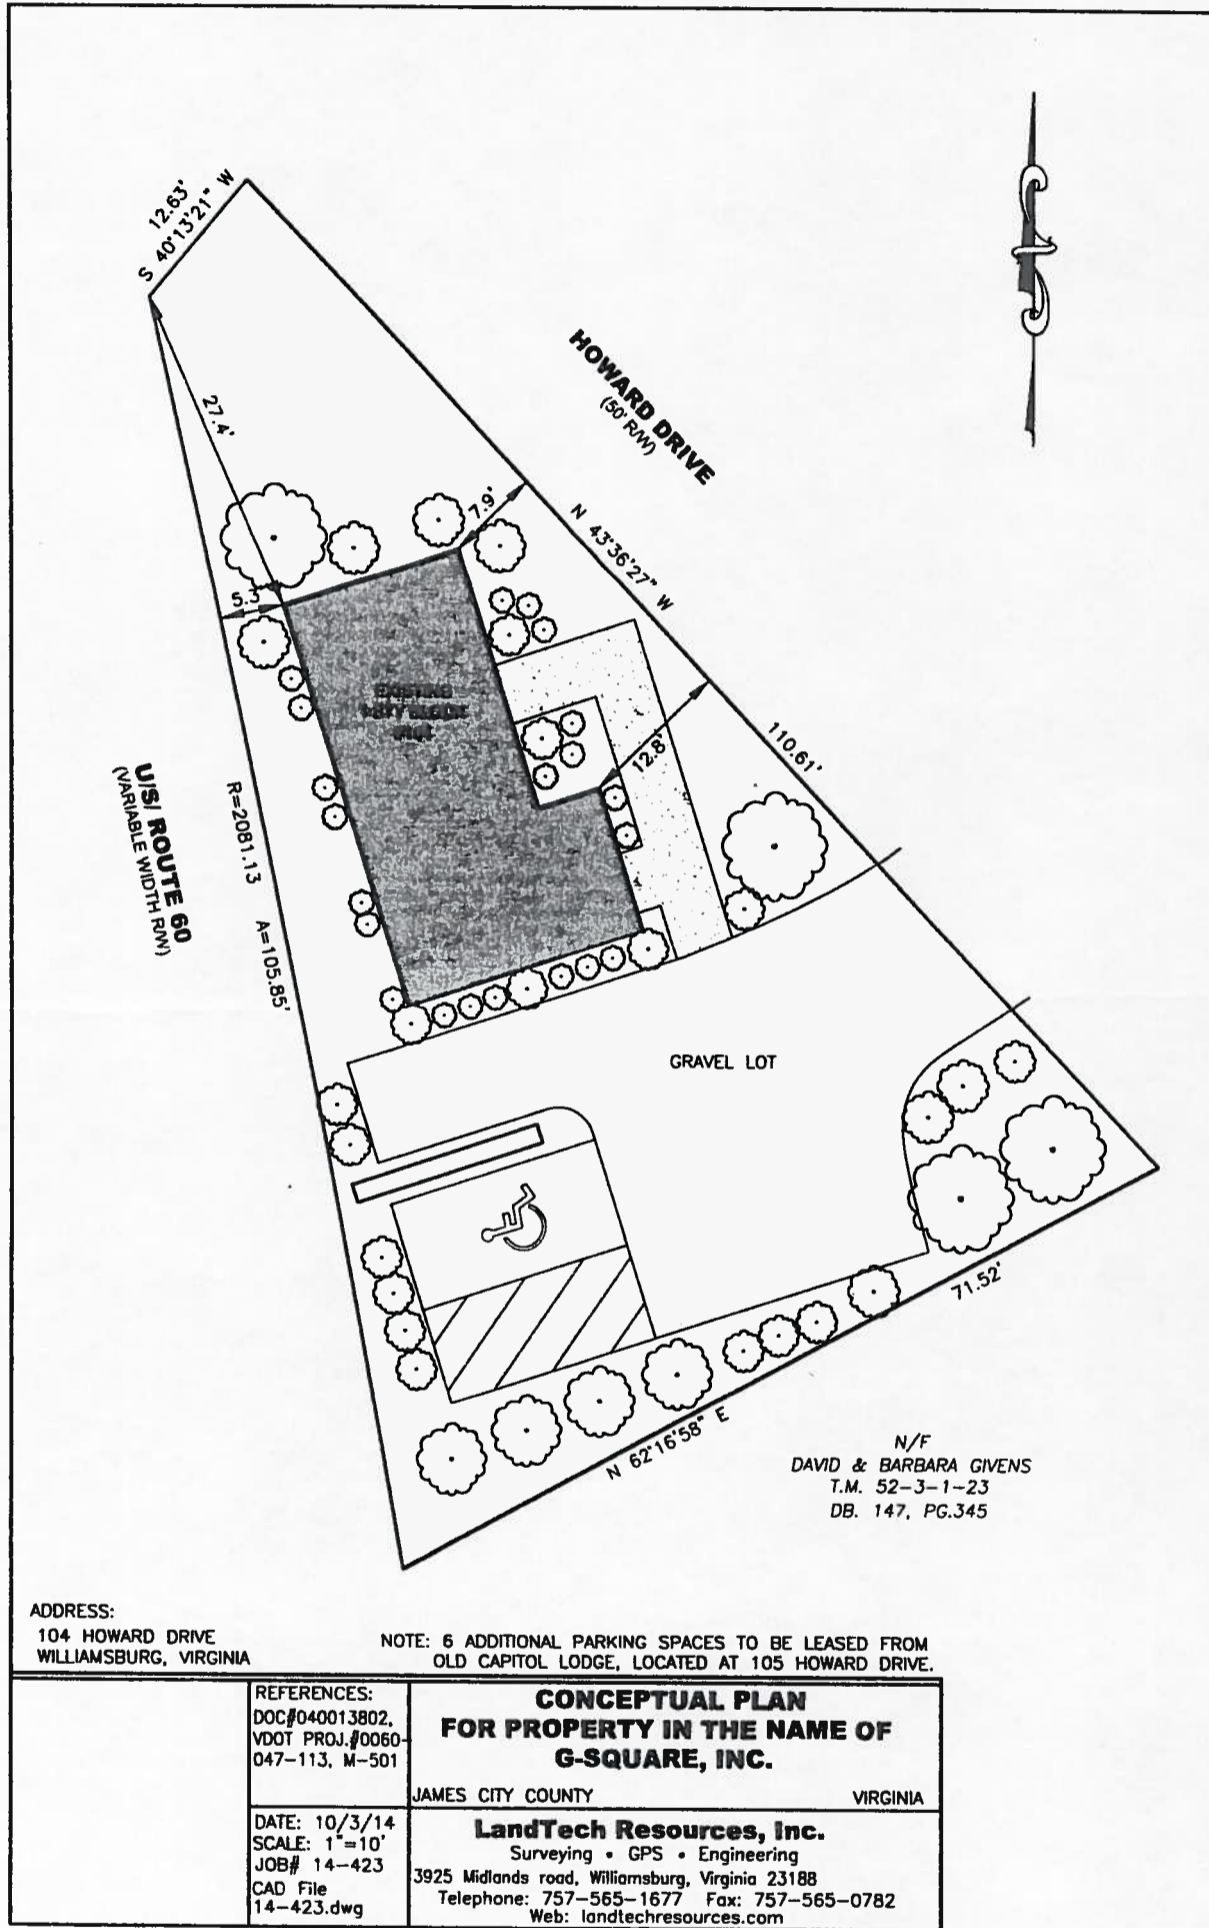 12.63'
S 40°13'21" W
HOWARD DRIVE
(50' R/W)
27.4'
7.9'
N 43°36'27" W
5.3'
EXISTING
12.8'
110.61'
U/S/ ROUTE 60
(VARIABLE WIDTH R/W)
R=2081.13
A=105.85'
GRAVEL LOT
71.52'
N 62°16'58" E
N/F
DAVID & BARBARA GIVENS
T.M. 52-3-1-23
DB. 147, PG.345
ADDRESS:
104 HOWARD DRIVE
WILLIAMSBURG, VIRGINIA
NOTE: 6 ADDITIONAL PARKING SPACES TO BE LEASED FROM
OLD CAPITOL LODGE, LOCATED AT 105 HOWARD DRIVE.
REFERENCES:
DOC#040013802,
VDOT PROJ.#0060-
047-113, M-501
CONCEPTUAL PLAN
FOR PROPERTY IN THE NAME OF
G-SQUARE, INC.
JAMES CITY COUNTY VIRGINIA
DATE: 10/3/14
SCALE: 1"=10'
JOB# 14-423
CAD File
14-423.dwg
LandTech Resources, Inc.
Surveying • GPS • Engineering
3925 Midlands road, Williamsburg, Virginia 23188
Telephone: 757-565-1677 Fax: 757-565-0782
Web: landtechresources.com